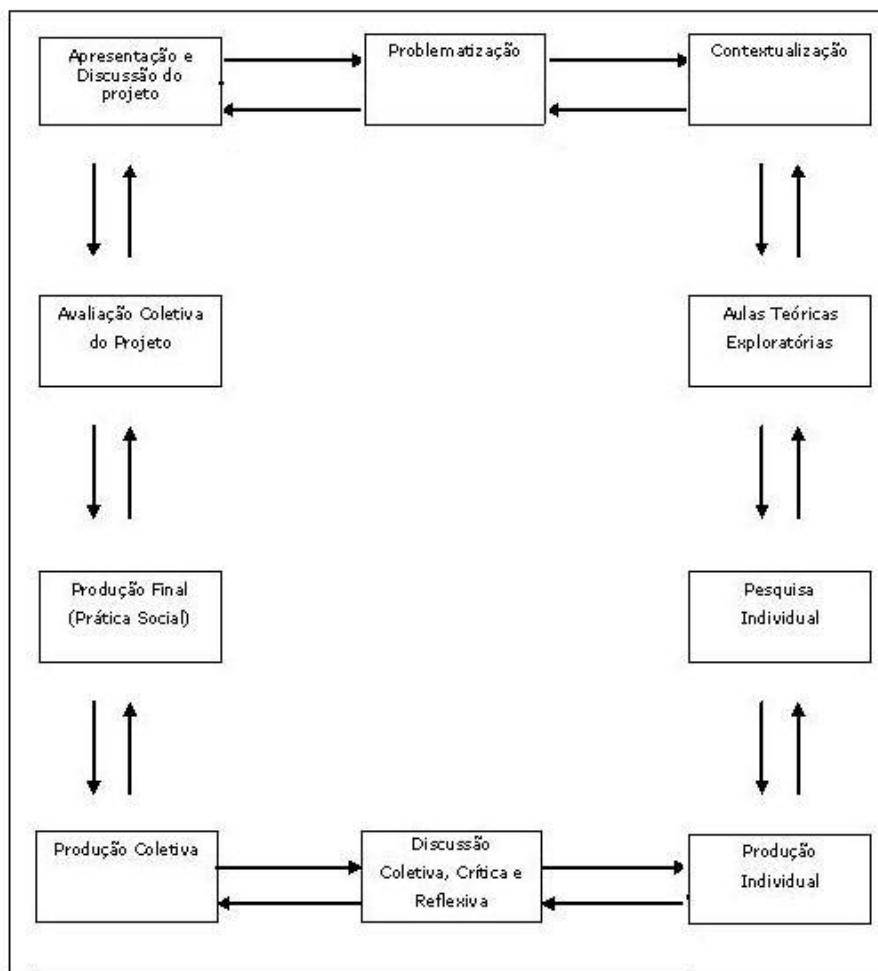 Apresentação e
Discussão do
projeto
Problematização
Contextualização
Avaliação Coletiva
do Projeto
Aulas Teóricas
Exploratórias
Produção Final
(Prática Social)
Pesquisa
Individual
Produção Coletiva
Discussão
Coletiva, Crítica e
Reflexiva
Produção
Individual